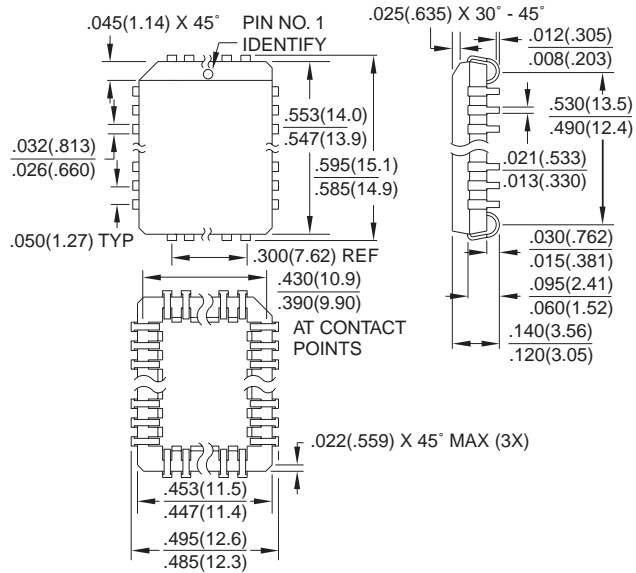 .045(1.14) X 45˚
PIN NO. 1
IDENTIFY
.025(.635) X 30˚ - 45˚
.012(.305)
.008(.203)
.553(14.0)
.547(13.9)
.530(13.5)
.490(12.4)
.032(.813)
.026(.660)
.595(15.1)
.585(14.9)
.021(.533)
.013(.330)
.050(1.27) TYP
.300(7.62) REF
.030(.762)
.015(.381)
.430(10.9)
.390(9.90)
AT CONTACT
POINTS
.095(2.41)
.060(1.52)
.140(3.56)
.120(3.05)
.022(.559) X 45˚ MAX (3X)
.453(11.5)
.447(11.4)
.495(12.6)
.485(12.3)